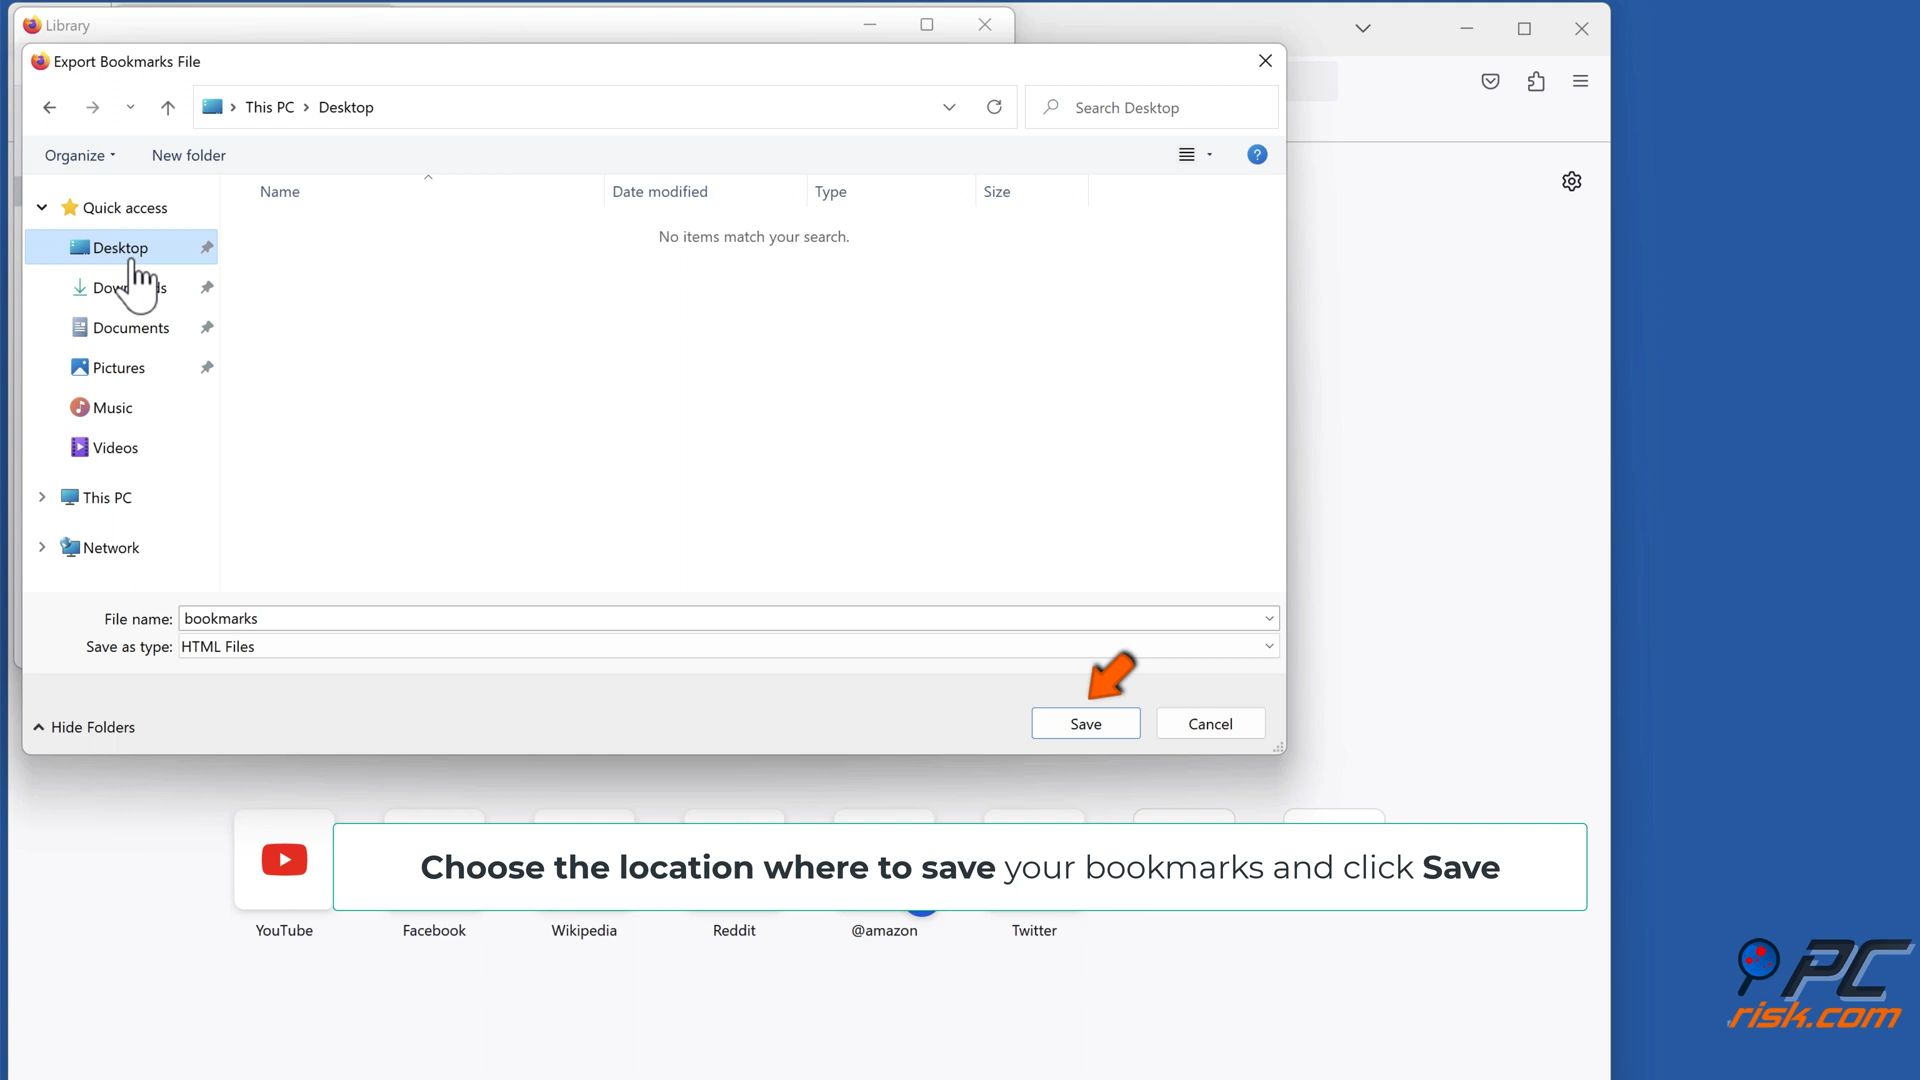 Library
Export Bookmarks File
This PC
Desktop
Search Desktop
Organize
New folder
?
Name
Date modified
Type
Size
Quick access
No items match your search.
Desktop
Documents
Pictures
Music
Videos
This PC
Network
File name: bookmarks
Save as type: HTML Files
Hide Folders
Save
Cancel
Choose the location where to save your bookmarks and click Save
YouTube
Facebook
Wikipedia
Reddit
@amazon
Twitter
PC
risk.com